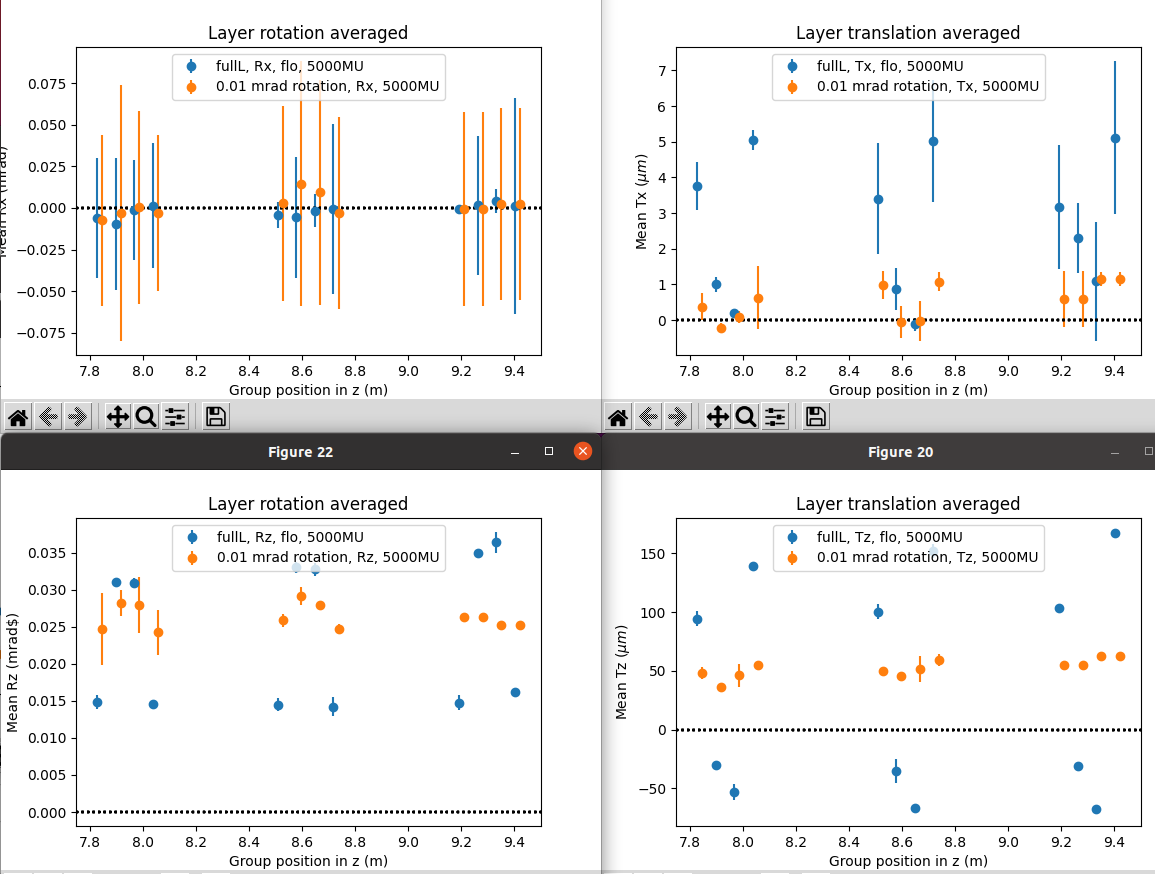 Layer rotation averaged
fullL, Rx, flo, 5000MU
0.01 mrad rotation, Rx, 5000MU
0.075
0.050
0.025
0.000
−0.025
−0.050
−0.075
Mean Rx (mrad)
7.8 8.0 8.2 8.4 8.6 8.8 9.0 9.2 9.4
Group position in z (m)
Layer translation averaged
fullL, Tx, flo, 5000MU
0.01 mrad rotation, Tx, 5000MU
7
6
5
4
3
2
1
0
Mean Tx (μm)
7.8 8.0 8.2 8.4 8.6 8.8 9.0 9.2 9.4
Group position in z (m)
Figure 22
Layer rotation averaged
fullL, Rz, flo, 5000MU
0.01 mrad rotation, Rz, 5000MU
0.035
0.030
0.025
0.020
0.015
0.010
0.005
0.000
Mean Rz (mrad$)
7.8 8.0 8.2 8.4 8.6 8.8 9.0 9.2 9.4
Group position in z (m)
Figure 20
Layer translation averaged
fullL, Tz, flo, 5000MU
0.01 mrad rotation, Tz, 5000MU
150
100
50
0
−50
Mean Tz (μm)
7.8 8.0 8.2 8.4 8.6 8.8 9.0 9.2 9.4
Group position in z (m)